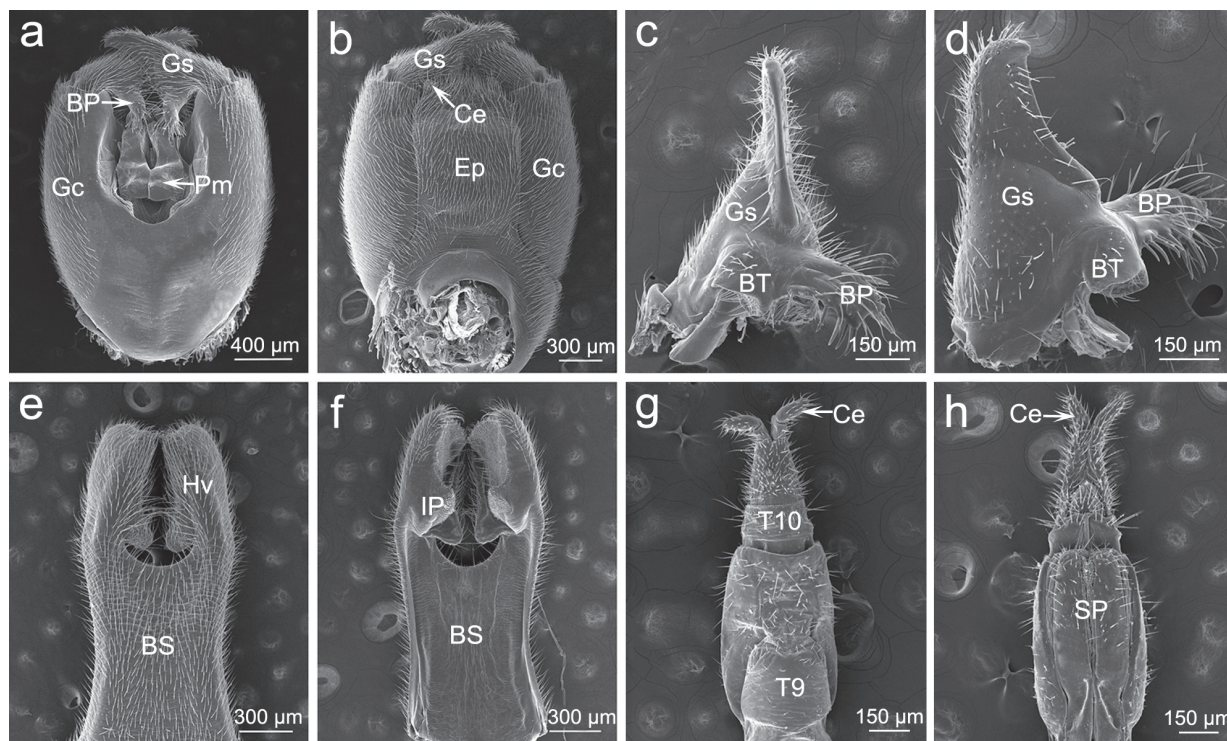 a
Gs
BP
Gc
Pm
400 µm
b
Gs
Ce
Ep
Gc
300 µm
c
Gs
BT
BP
150 µm
d
Gs
BP
BT
150 µm
e
Hv
BS
300 µm
f
IP
BS
300 µm
g
Ce
T10
T9
150 µm
h
Ce
SP
150 µm